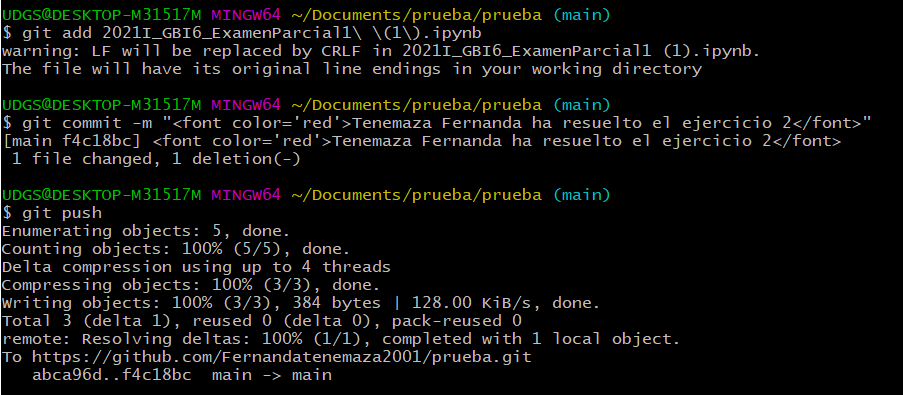 UDGS@DESKTOP-M31517M MINGW64 ~/Documents/prueba/prueba (main)
$ git add 2021I_GBI6_ExamenParcial1\ \(1\).ipynb
warning: LF will be replaced by CRLF in 2021I_GBI6_ExamenParcial1 (1).ipynb.
The file will have its original line endings in your working directory
UDGS@DESKTOP-M31517M MINGW64 ~/Documents/prueba/prueba (main)
$ git commit -m "<font color='red'>Tenemaza Fernanda ha resuelto el ejercicio 2</font>"
[main f4c18bc] <font color='red'>Tenemaza Fernanda ha resuelto el ejercicio 2</font>
 1 file changed, 1 deletion(-)
UDGS@DESKTOP-M31517M MINGW64 ~/Documents/prueba/prueba (main)
$ git push
Enumerating objects: 5, done.
Counting objects: 100% (5/5), done.
Delta compression using up to 4 threads
Compressing objects: 100% (3/3), done.
Writing objects: 100% (3/3), 384 bytes | 128.00 KiB/s, done.
Total 3 (delta 1), reused 0 (delta 0), pack-reused 0
remote: Resolving deltas: 100% (1/1), completed with 1 local object.
To https://github.com/Fernandatenemaza2001/prueba.git
   abca96d..f4c18bc  main -> main